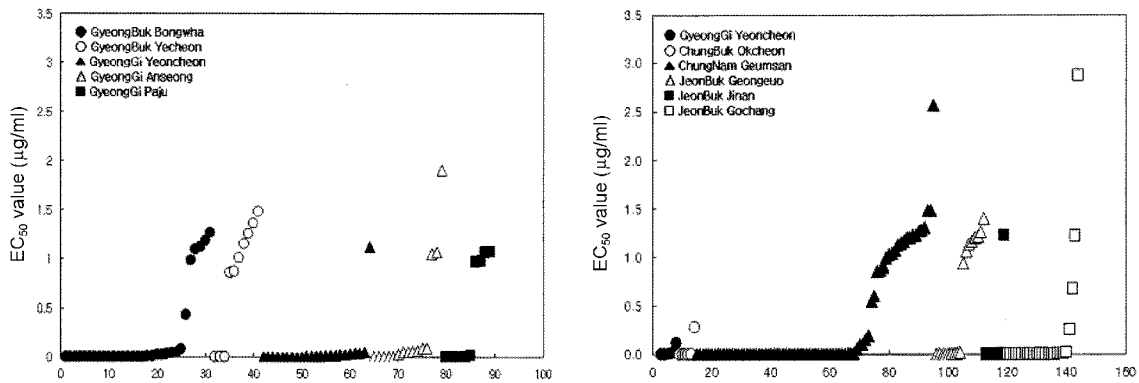 GyeongBuk Bongwha
GyeongBuk Yecheon
GyeongGi Yeoncheon
GyeongGi Anseong
GyeongGi Paju
EC50 value (µg/ml)
3.5
3
2.5
2
1.5
1
0.5
0
0 10 20 30 40 50 60 70 80 90 100
GyeongGi Yeoncheon
ChungBuk Okcheon
ChungNam Geumsan
JeonBuk Geongeuo
JeonBuk Jinan
JeonBuk Gochang
EC50 value (µg/ml)
3.5
3.0
2.5
2.0
1.5
1.0
0.5
0.0
0 20 40 60 80 100 120 140 160